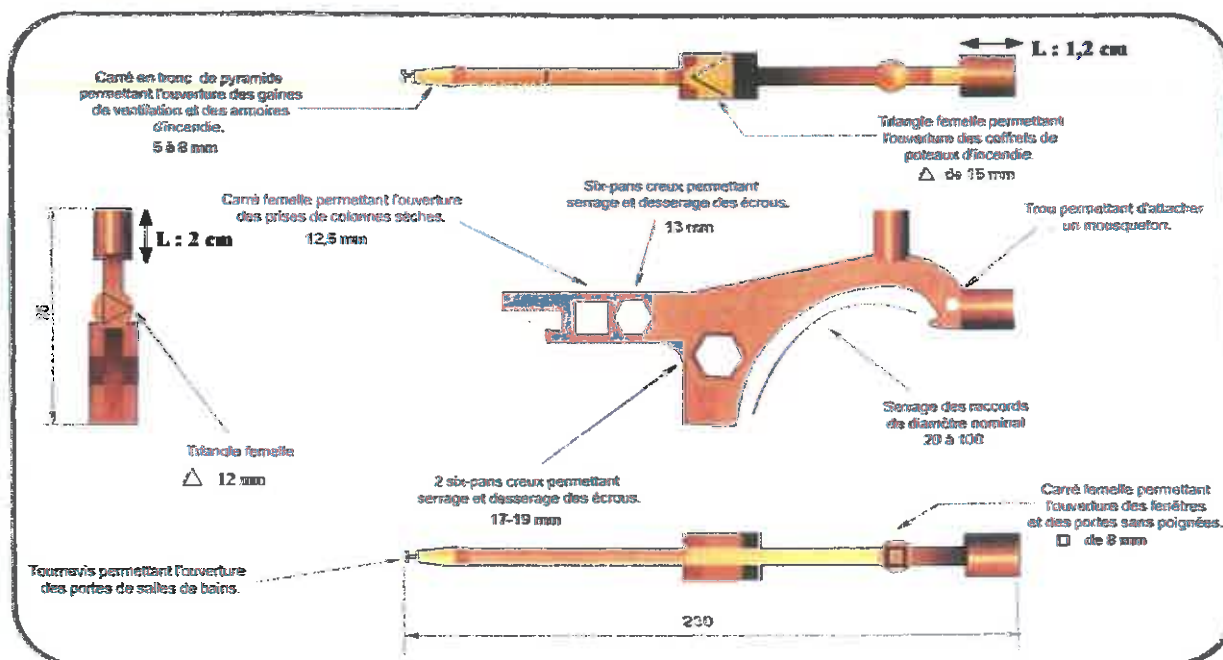 Carré en tronc de pyramide
permettant l'ouverture des gaines
de ventilation et des armoires
d'incendie.
5 à 8 mm
L : 1,2 cm
Triangle femelle permettant
l'ouverture des coffrets de
poteaux d'incendie.
△ de 15 mm
Carré femelle permettant l'ouverture
des prises de colonnes sèches.
12,5 mm
Six-pans creux permettant
serrage et desserage des écrous.
13 mm
Trou permettant d'attacher
un mousqueton.
L : 2 cm
Triangle femelle
△ 12 mm
Serrage des raccords
de diamètre nominal
20 à 100
2 six-pans creux permettant
serrage et desserage des écrous.
17-19 mm
Carré femelle permettant
l'ouverture des fenêtres
et des portes sans poignées.
□ de 8 mm
Tournevis permettant l'ouverture
des portes de salles de bains.
230